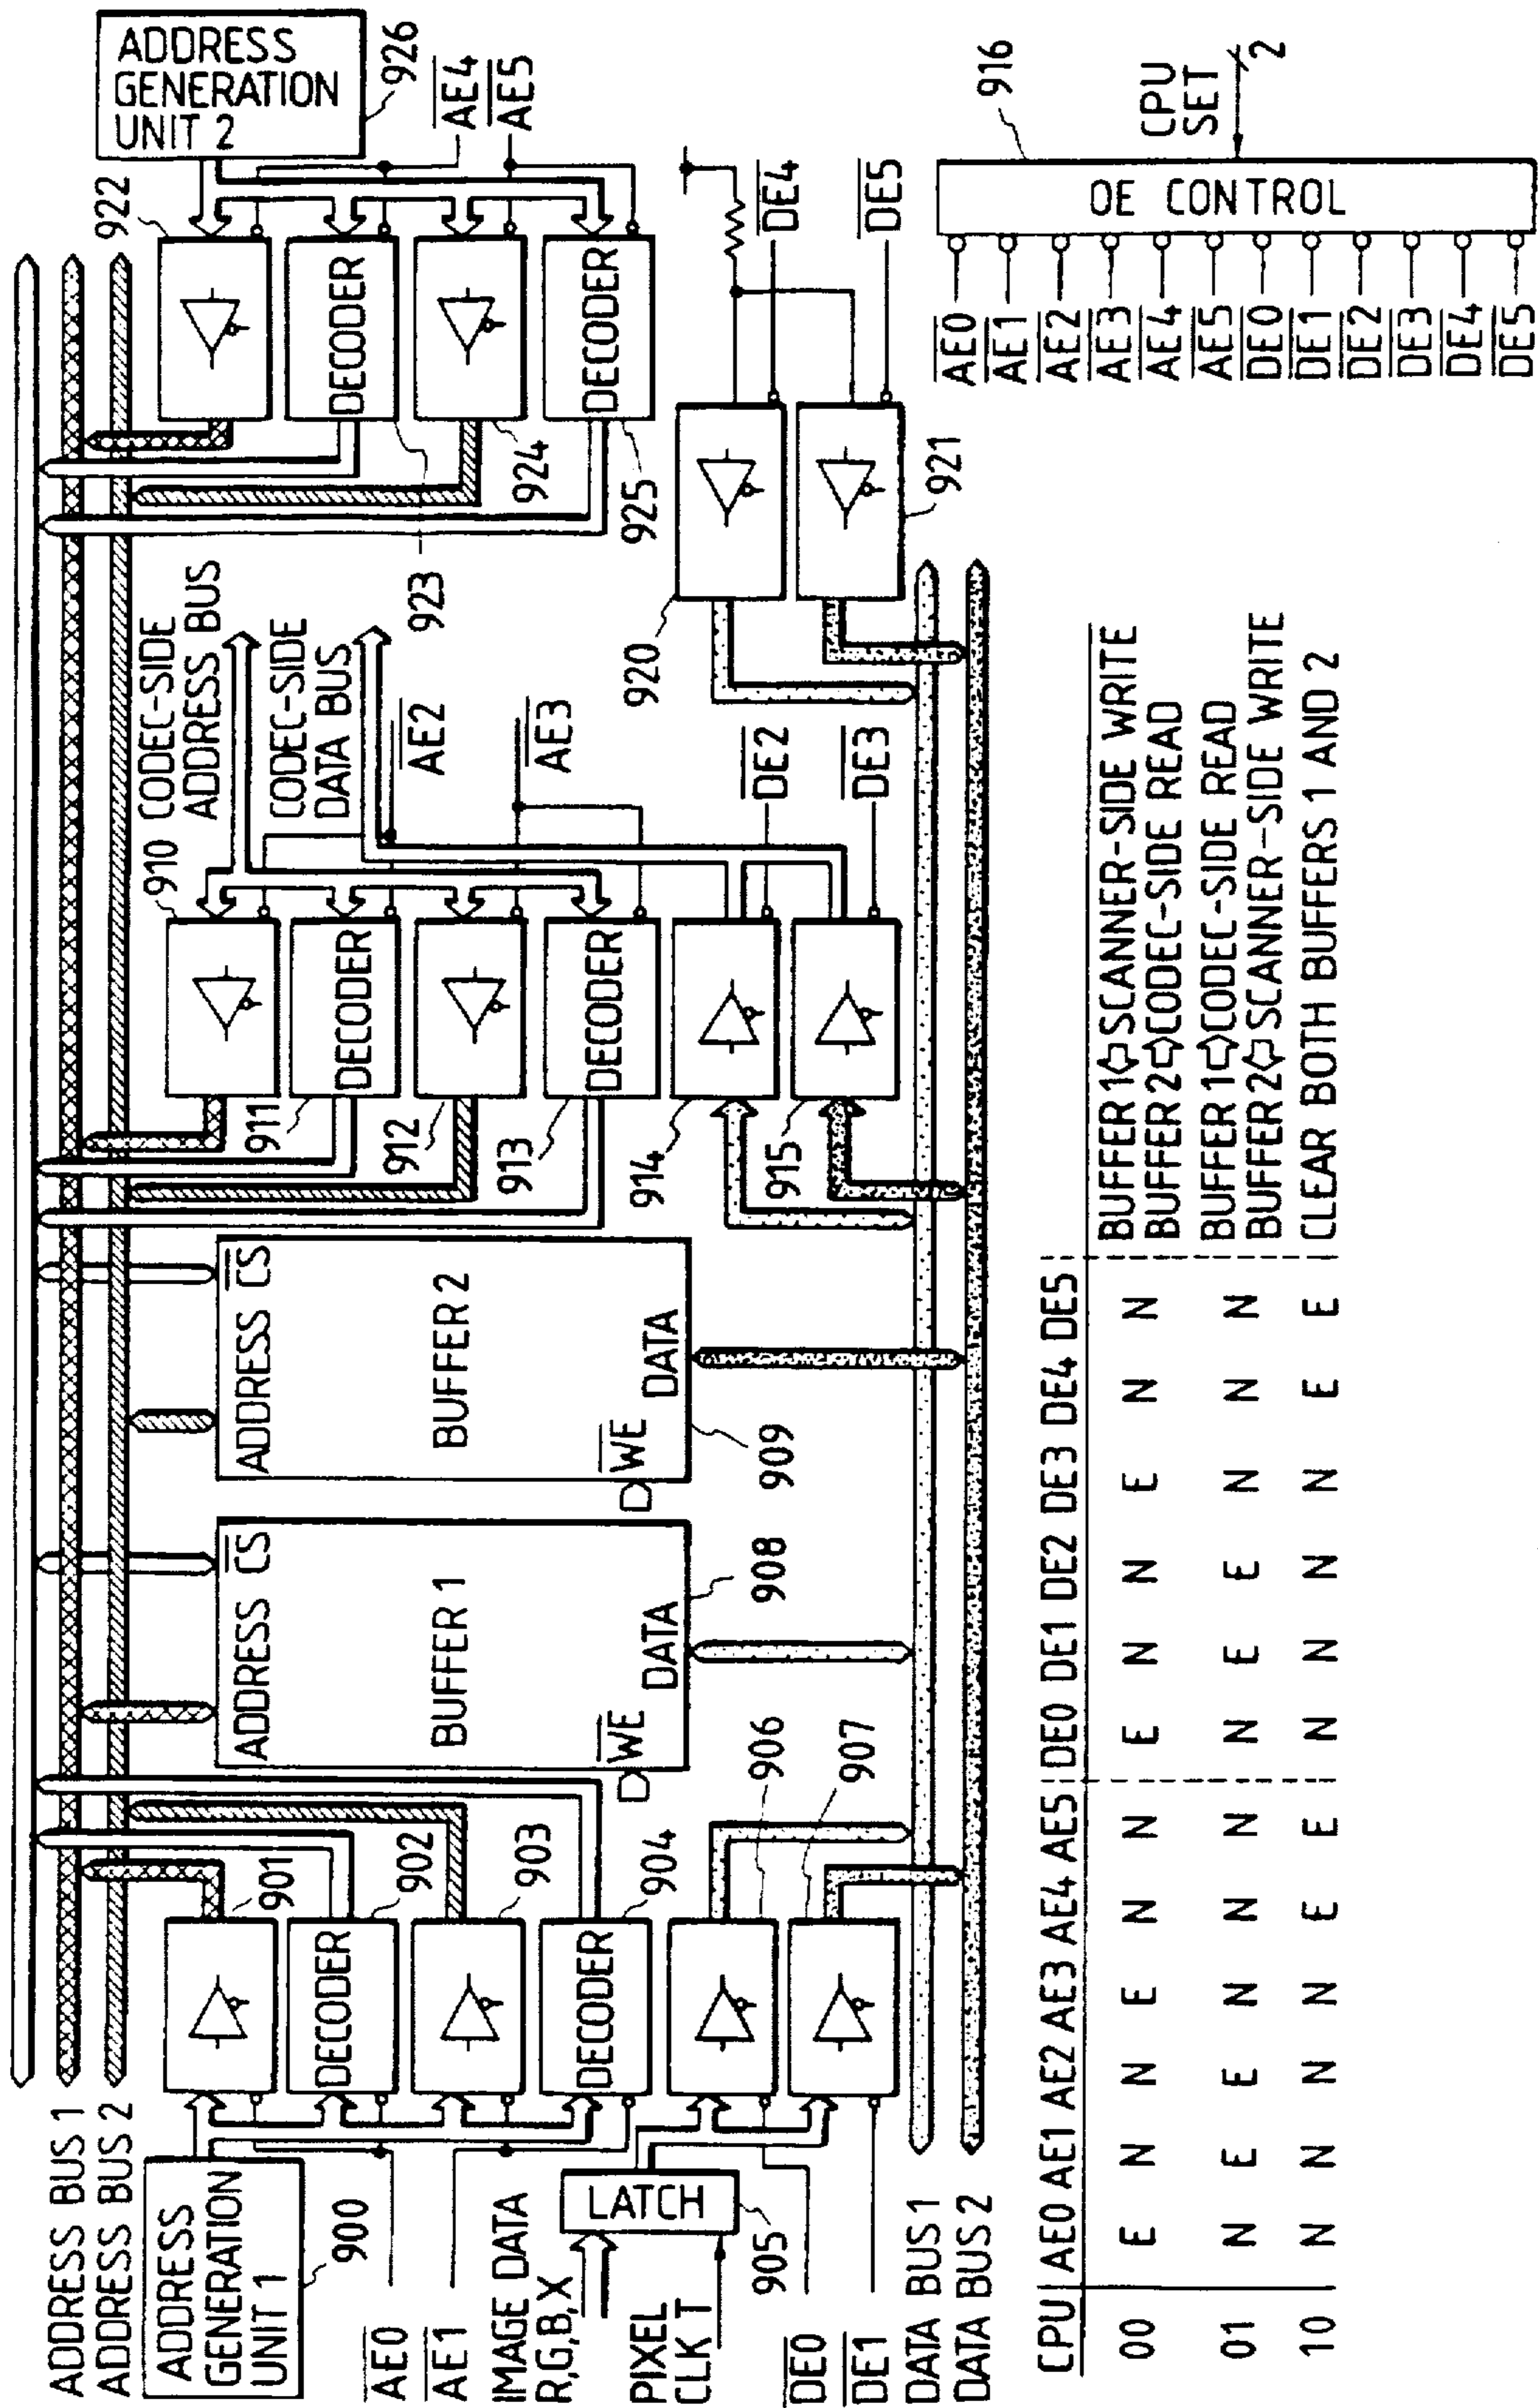 ADDRESS BUS 1
ADDRESS BUS 2
ADDRESS
GENERATION
UNIT 1
900
AE0
AE1
IMAGE DATA
R,G,B,X
PIXEL
CLK T
LATCH
905
DE0
DE1
DATA BUS 1
DATA BUS 2
901
DECODER
902
903
DECODER
904
906
907
ADDRESS CS
BUFFER 1
WE DATA
908
ADDRESS CS
BUFFER 2
WE DATA
909
910
CODEC-SIDE
ADDRESS BUS
CODEC-SIDE
DATA BUS
DECODER
911
AE2
912
AE3
DECODER
913
914
DE2
915
DE3
ADDRESS
GENERATION
UNIT 2
926
922
AE4
AE5
DECODER
923
924
DECODER
925
920
DE4
921
DE5
916
CPU
SET
2
OE CONTROL
AE0
AE1
AE2
AE3
AE4
AE5
DE0
DE1
DE2
DE3
DE4
DE5
CPU AE0 AE1 AE2 AE3 AE4 AE5 DE0 DE1 DE2 DE3 DE4 DE5
00 E N N E N N E N N E N N BUFFER 1⇦SCANNER-SIDE WRITE
BUFFER 2⇨CODEC-SIDE READ
01 N E E N N N N E E N N N BUFFER 1⇨CODEC-SIDE READ
BUFFER 2⇦SCANNER-SIDE WRITE
10 N N N N E E N N N N E E CLEAR BOTH BUFFERS 1 AND 2